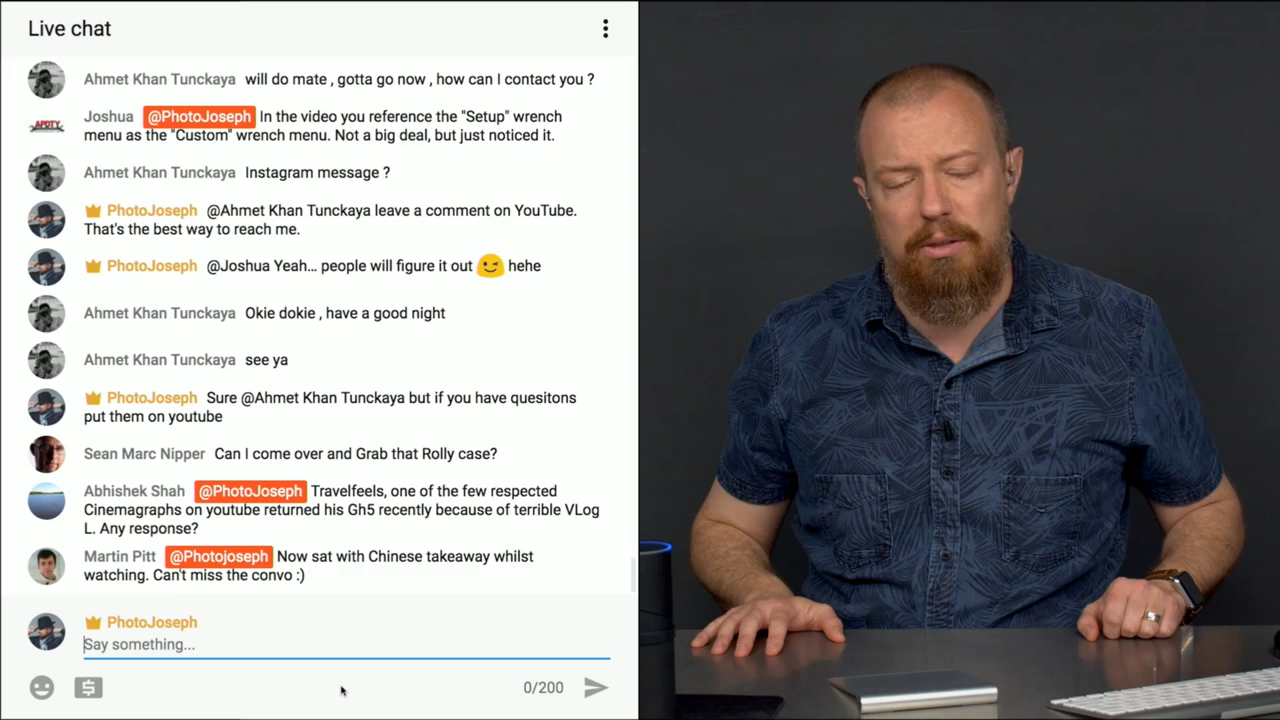 Live chat
Ahmet Khan Tunckaya will do mate , gotta go now , how can I contact you ?
Joshua @PhotoJoseph In the video you reference the "Setup" wrench
menu as the "Custom" wrench menu. Not a big deal, but just noticed it.
Ahmet Khan Tunckaya Instagram message ?
PhotoJoseph @Ahmet Khan Tunckaya leave a comment on YouTube.
That's the best way to reach me.
PhotoJoseph @Joshua Yeah... people will figure it out 😉 hehe
Ahmet Khan Tunckaya Okie dokie , have a good night
Ahmet Khan Tunckaya see ya
PhotoJoseph Sure @Ahmet Khan Tunckaya but if you have quesitons
put them on youtube
Sean Marc Nipper Can I come over and Grab that Rolly case?
Abhishek Shah @PhotoJoseph Travelfeels, one of the few respected
Cinemagraphs on youtube returned his Gh5 recently because of terrible VLog
L. Any response?
Martin Pitt @Photojoseph Now sat with Chinese takeaway whilst
watching. Can't miss the convo :)
PhotoJoseph
Say something...
0/200